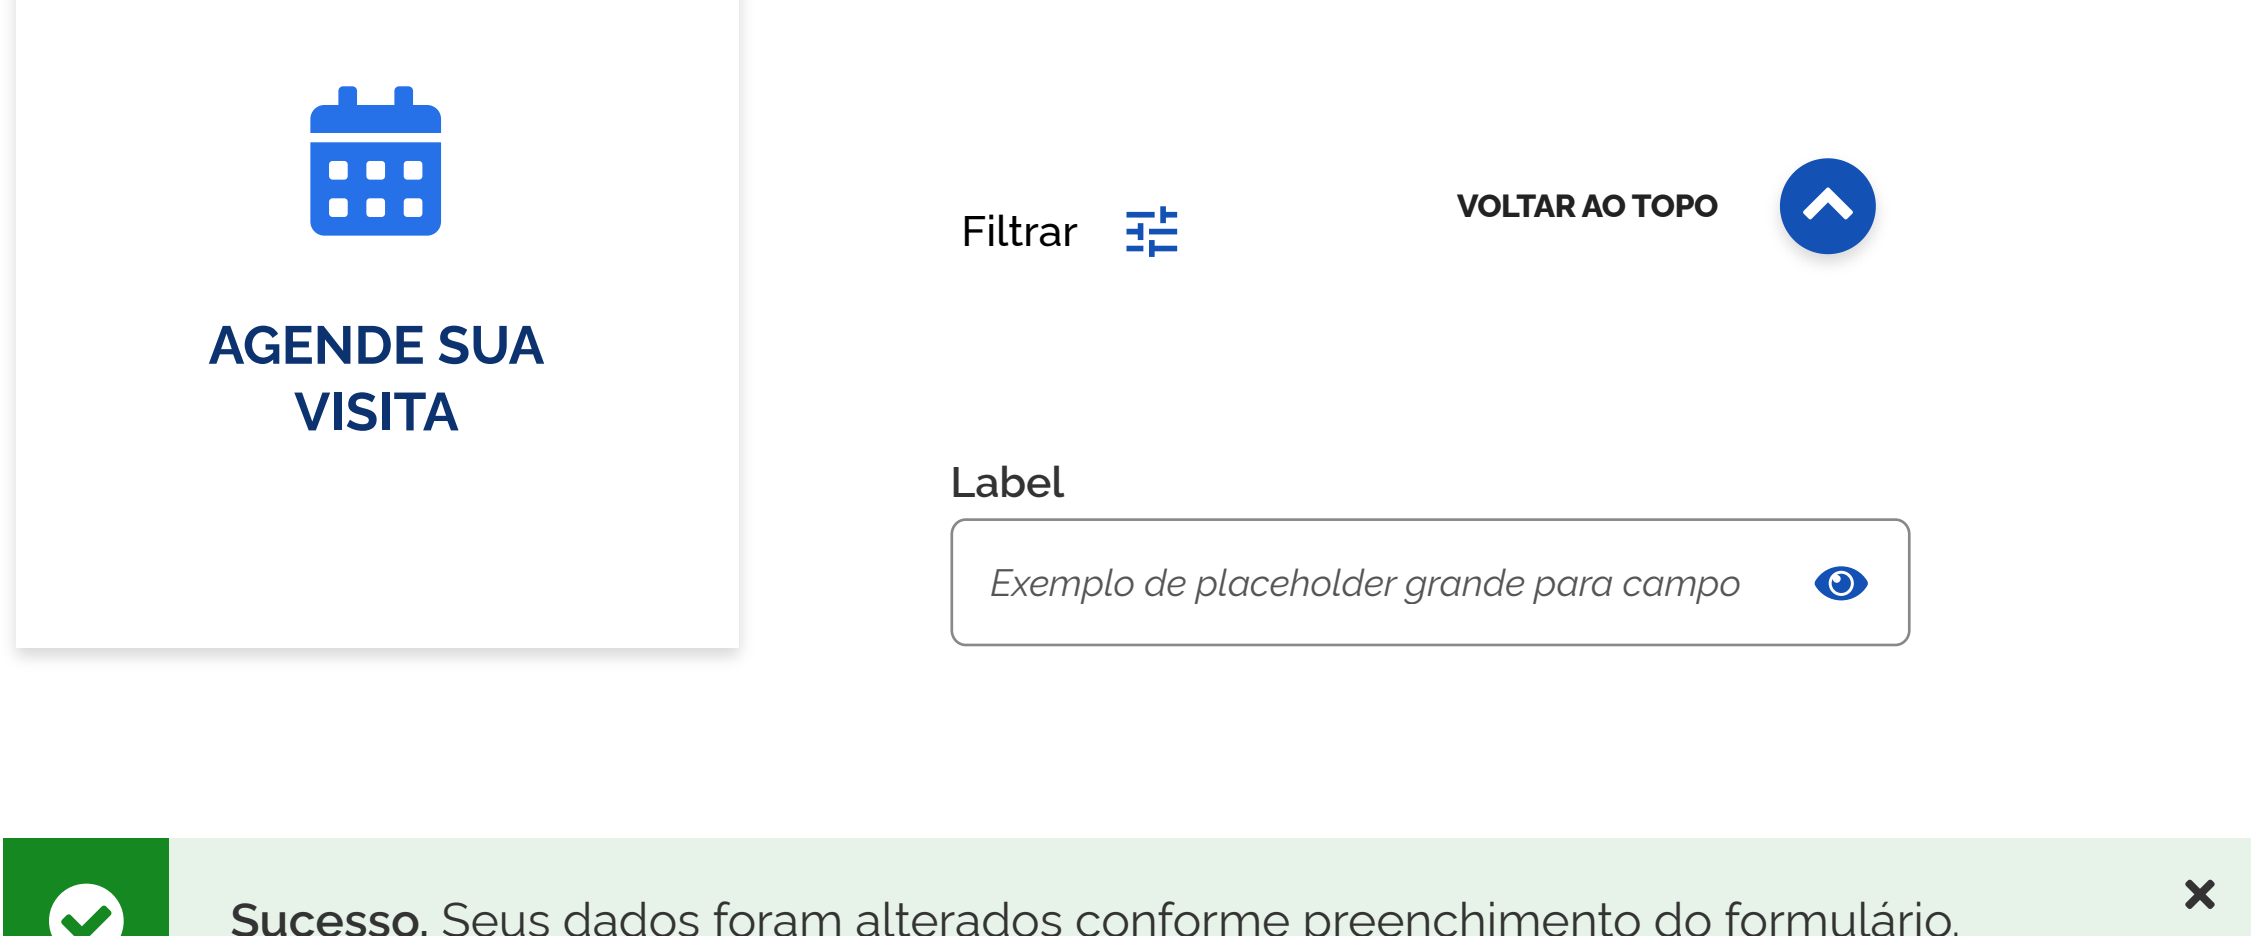 AGENDE SUA
VISITA
Filtrar
VOLTAR AO TOPO
Label
Exemplo de placeholder grande para campo
Sucesso. Seus dados foram alterados conforme preenchimento do formulário.